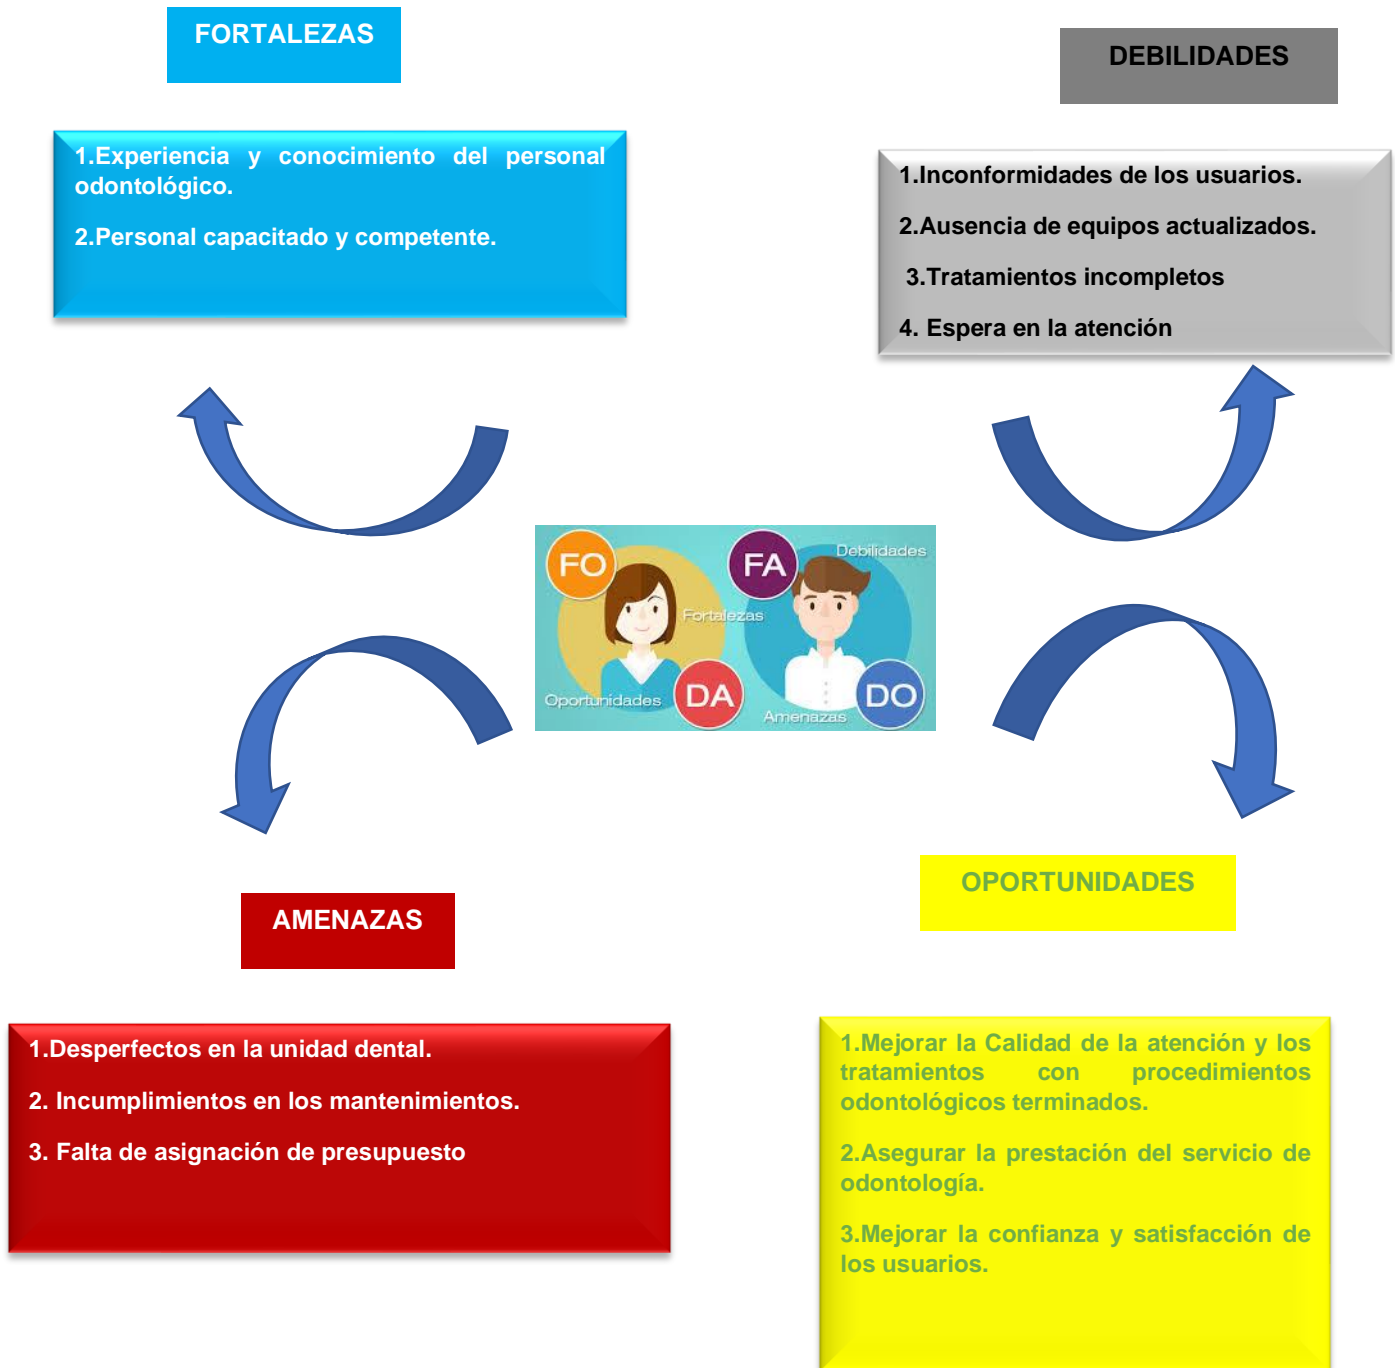 FORTALEZAS
DEBILIDADES
1.Experiencia y conocimiento del personal
odontológico.
2.Personal capacitado y competente.
1.Inconformidades de los usuarios.
2.Ausencia de equipos actualizados.
3.Tratamientos incompletos
4. Espera en la atención
FO
FA
Debilidades
Fortalezas
Oportunidades
DA
Amenazas
DO
AMENAZAS
OPORTUNIDADES
1.Desperfectos en la unidad dental.
2. Incumplimientos en los mantenimientos.
3. Falta de asignación de presupuesto
1.Mejorar la Calidad de la atención y los
tratamientos con procedimientos
odontológicos terminados.
2.Asegurar la prestación del servicio de
odontología.
3.Mejorar la confianza y satisfacción de
los usuarios.